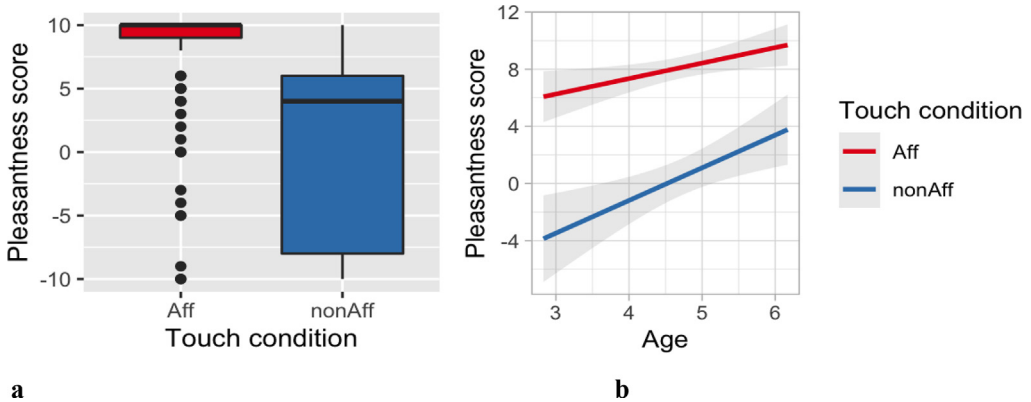 10
5
0
-5
-10
Pleasantness score
Aff
nonAff
Touch condition
a
12
8
4
0
-4
Pleasantness score
3
4
5
6
Age
b
Touch condition
Aff
nonAff